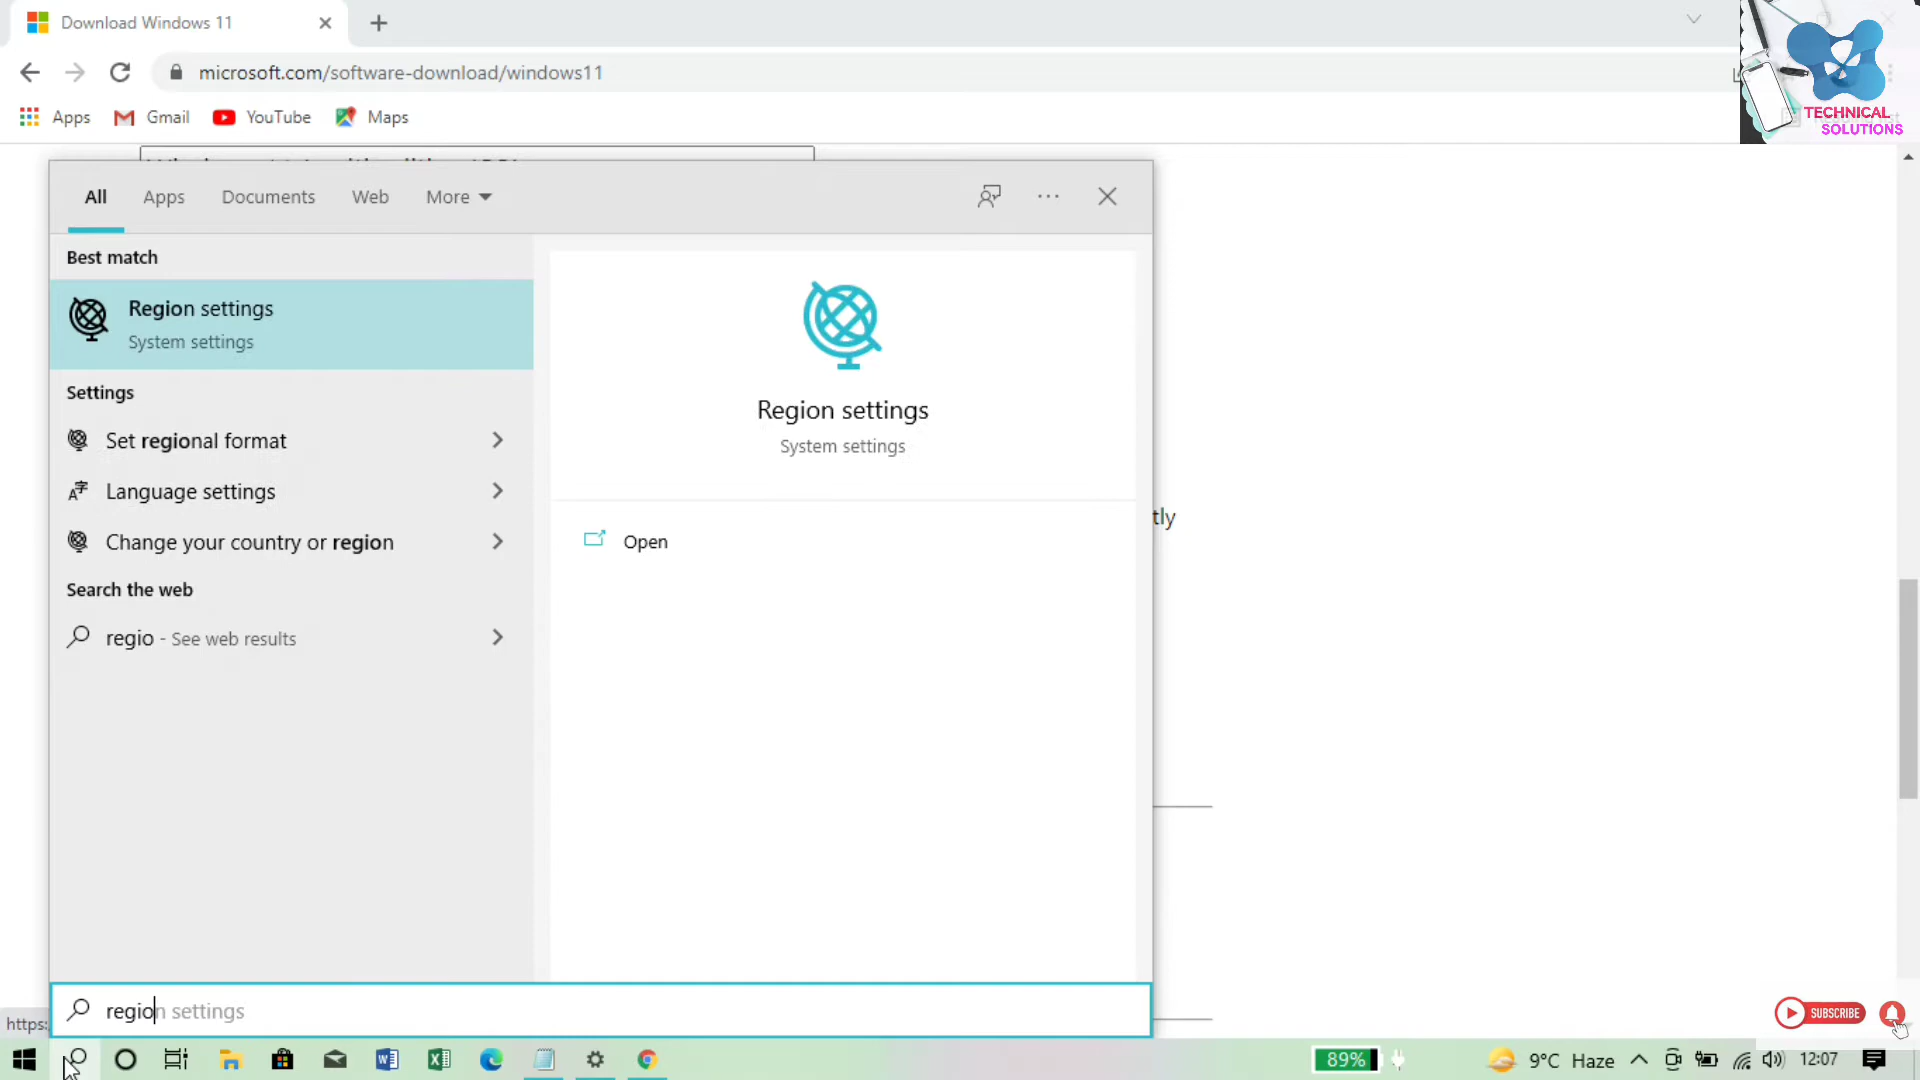 Download Windows 11
microsoft.com/software-download/windows11
Apps Gmail YouTube Maps
TECHNICAL
SOLUTIONS
All Apps Documents Web More
Best match
Region settings
System settings
Settings
Set regional format
Language settings
Change your country or region
Search the web
regio - See web results
Region settings
System settings
Open
tly
region settings
https:
SUBSCRIBE
89%
9°C Haze
12:07